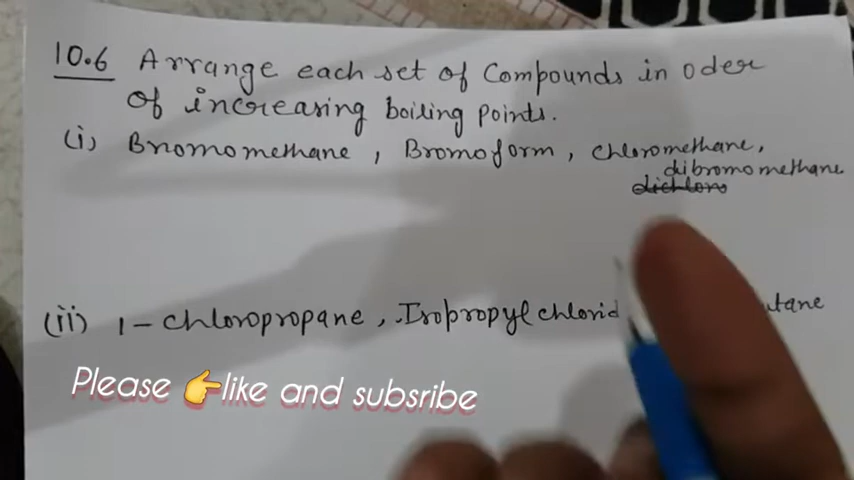 10.6 Arrange each set of Compounds in oder
of increasing boiling points.
(i) Bromomethane, Bromoform, Chloromethane,
dibromomethane
dichloro
(ii) 1-chloropropane, Isopropyl chlorid
Please 👉like and subsribe